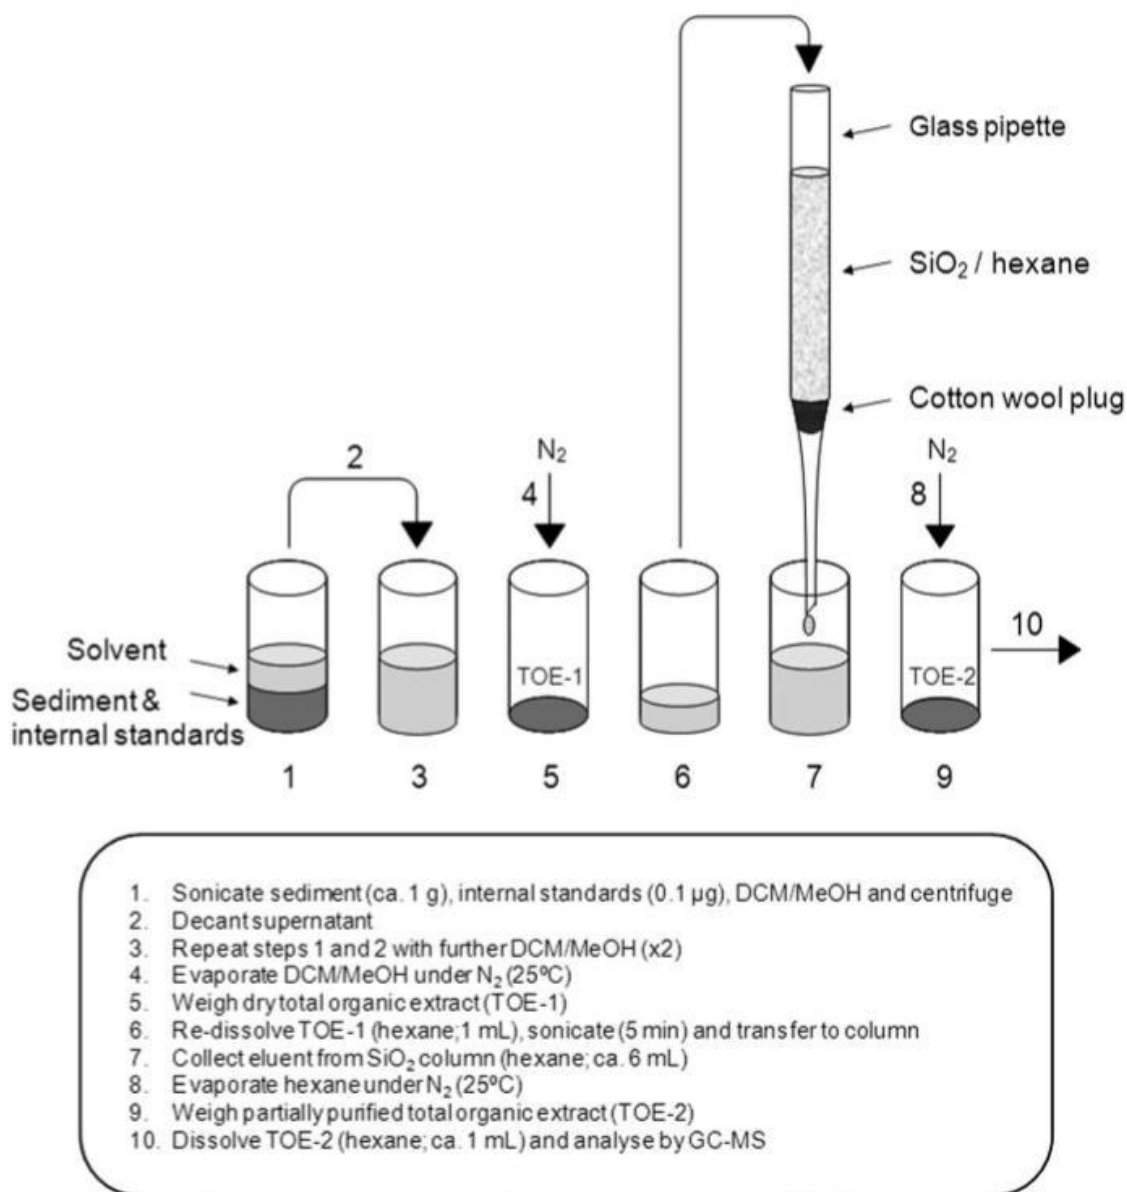 Glass pipette
SiO₂ / hexane
Cotton wool plug
2
N₂
4
N₂
8
10
Solvent
Sediment &
internal standards
TOE-1
TOE-2
1 3 5 6 7 9
1. Sonicate sediment (ca. 1 g), internal standards (0.1 µg), DCM/MeOH and centrifuge
2. Decant supernatant
3. Repeat steps 1 and 2 with further DCM/MeOH (x2)
4. Evaporate DCM/MeOH under N₂ (25ºC)
5. Weigh dry total organic extract (TOE-1)
6. Re-dissolve TOE-1 (hexane; 1 mL), sonicate (5 min) and transfer to column
7. Collect eluent from SiO₂ column (hexane; ca. 6 mL)
8. Evaporate hexane under N₂ (25ºC)
9. Weigh partially purified total organic extract (TOE-2)
10. Dissolve TOE-2 (hexane; ca. 1 mL) and analyse by GC-MS